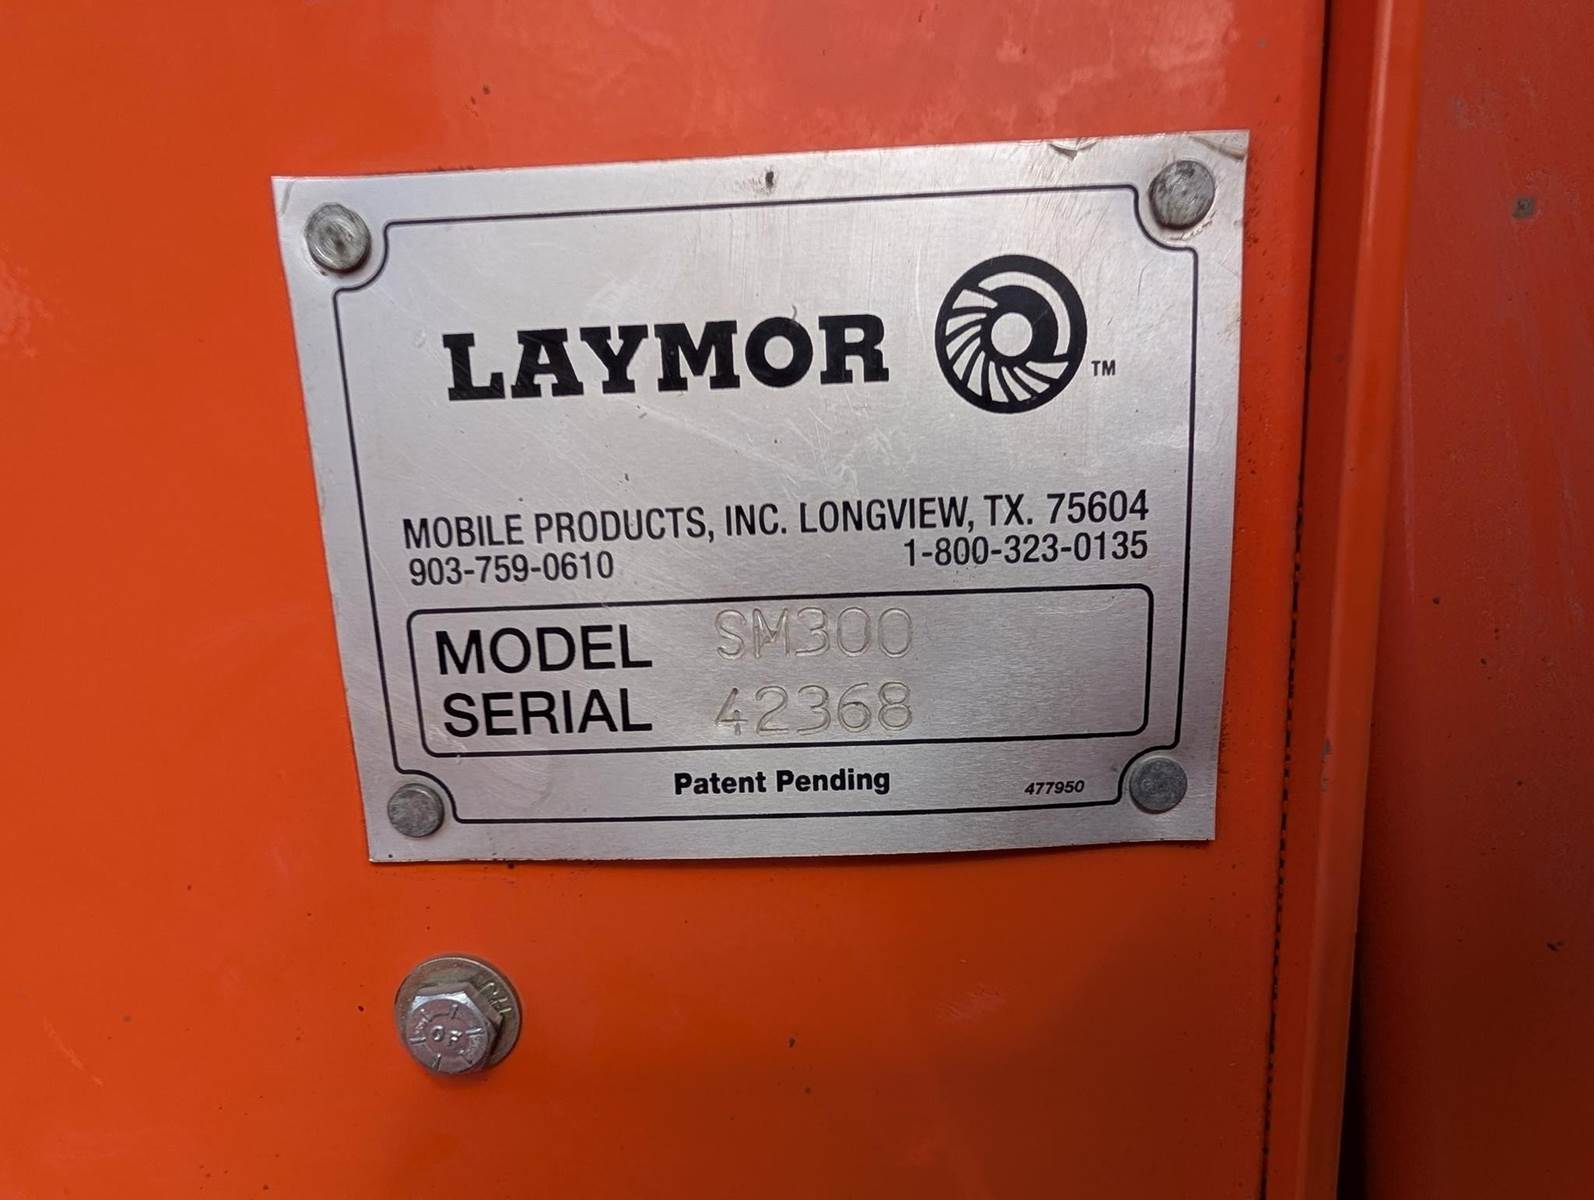 LAYMOR
TM
MOBILE PRODUCTS, INC. LONGVIEW, TX. 75604
903-759-0610 1-800-323-0135
MODEL SM300
SERIAL 42368
Patent Pending 477950